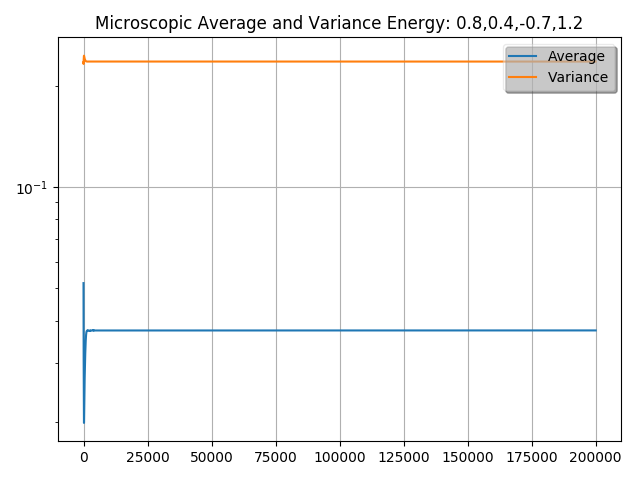 Microscopic Average and Variance Energy: 0.8,0.4,-0.7,1.2
Average
Variance
10⁻¹
0 25000 50000 75000 100000 125000 150000 175000 200000